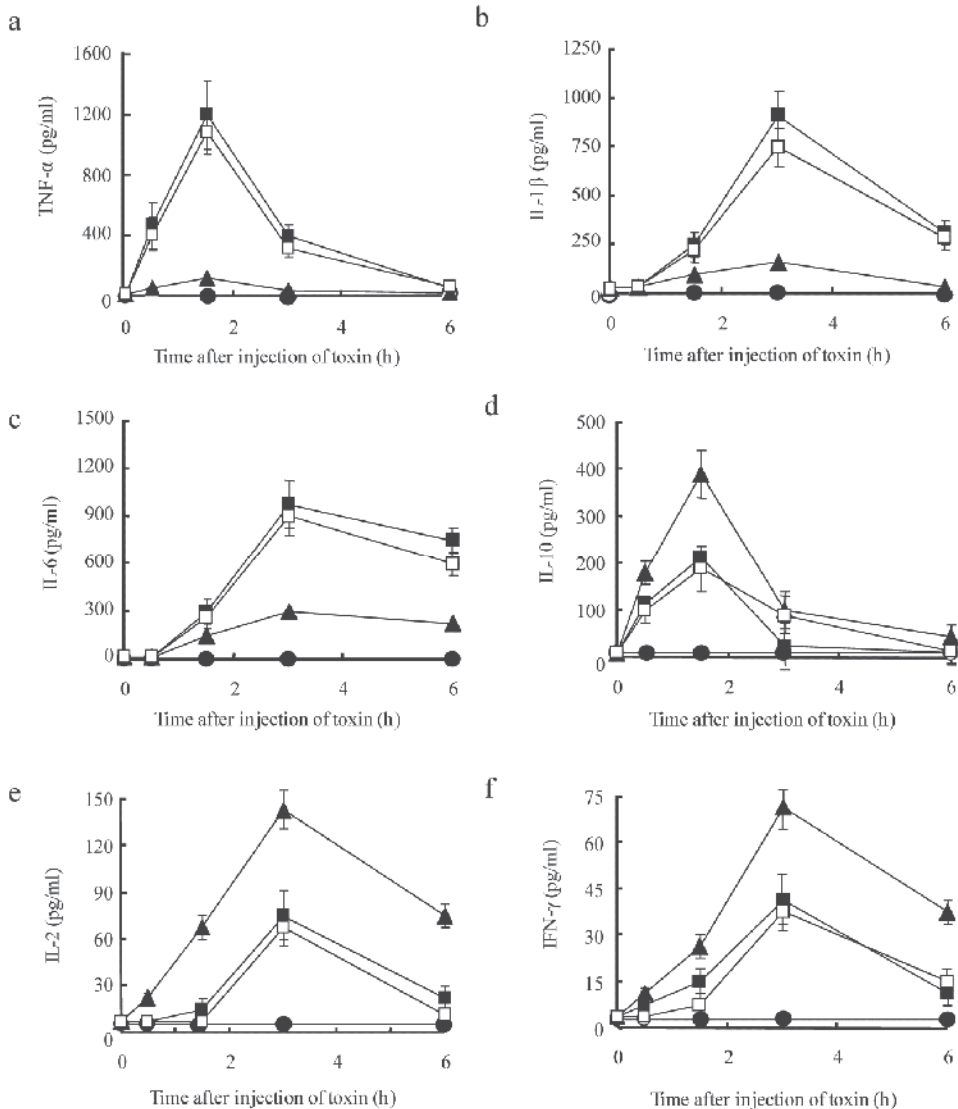 a
1600
1200
800
400
0
TNF-α (pg/ml)
0 2 4 6
Time after injection of toxin (h)
b
1250
1000
750
500
250
0
IL-1β (pg/ml)
0 2 4 6
Time after injection of toxin (h)
c
1500
1200
900
600
300
0
IL-6 (pg/ml)
0 2 4 6
Time after injection of toxin (h)
d
500
400
300
200
100
0
IL-10 (pg/ml)
0 2 4 6
Time after injection of toxin (h)
e
150
120
90
60
30
0
IL-2 (pg/ml)
0 2 4 6
Time after injection of toxin (h)
f
75
60
45
30
15
0
IFN-γ (pg/ml)
0 2 4 6
Time after injection of toxin (h)